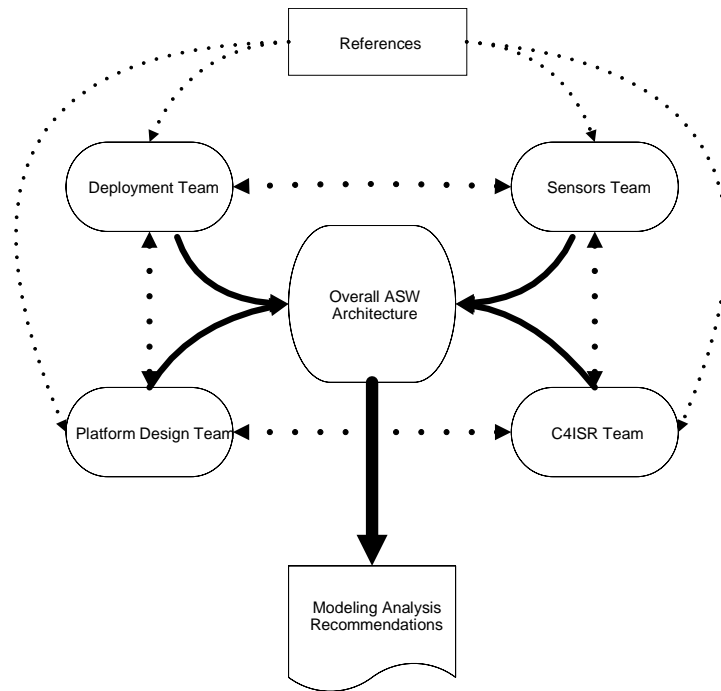 References
Deployment Team
Sensors Team
Overall ASW
Architecture
Platform Design Team
C4ISR Team
Modeling Analysis
Recommendations